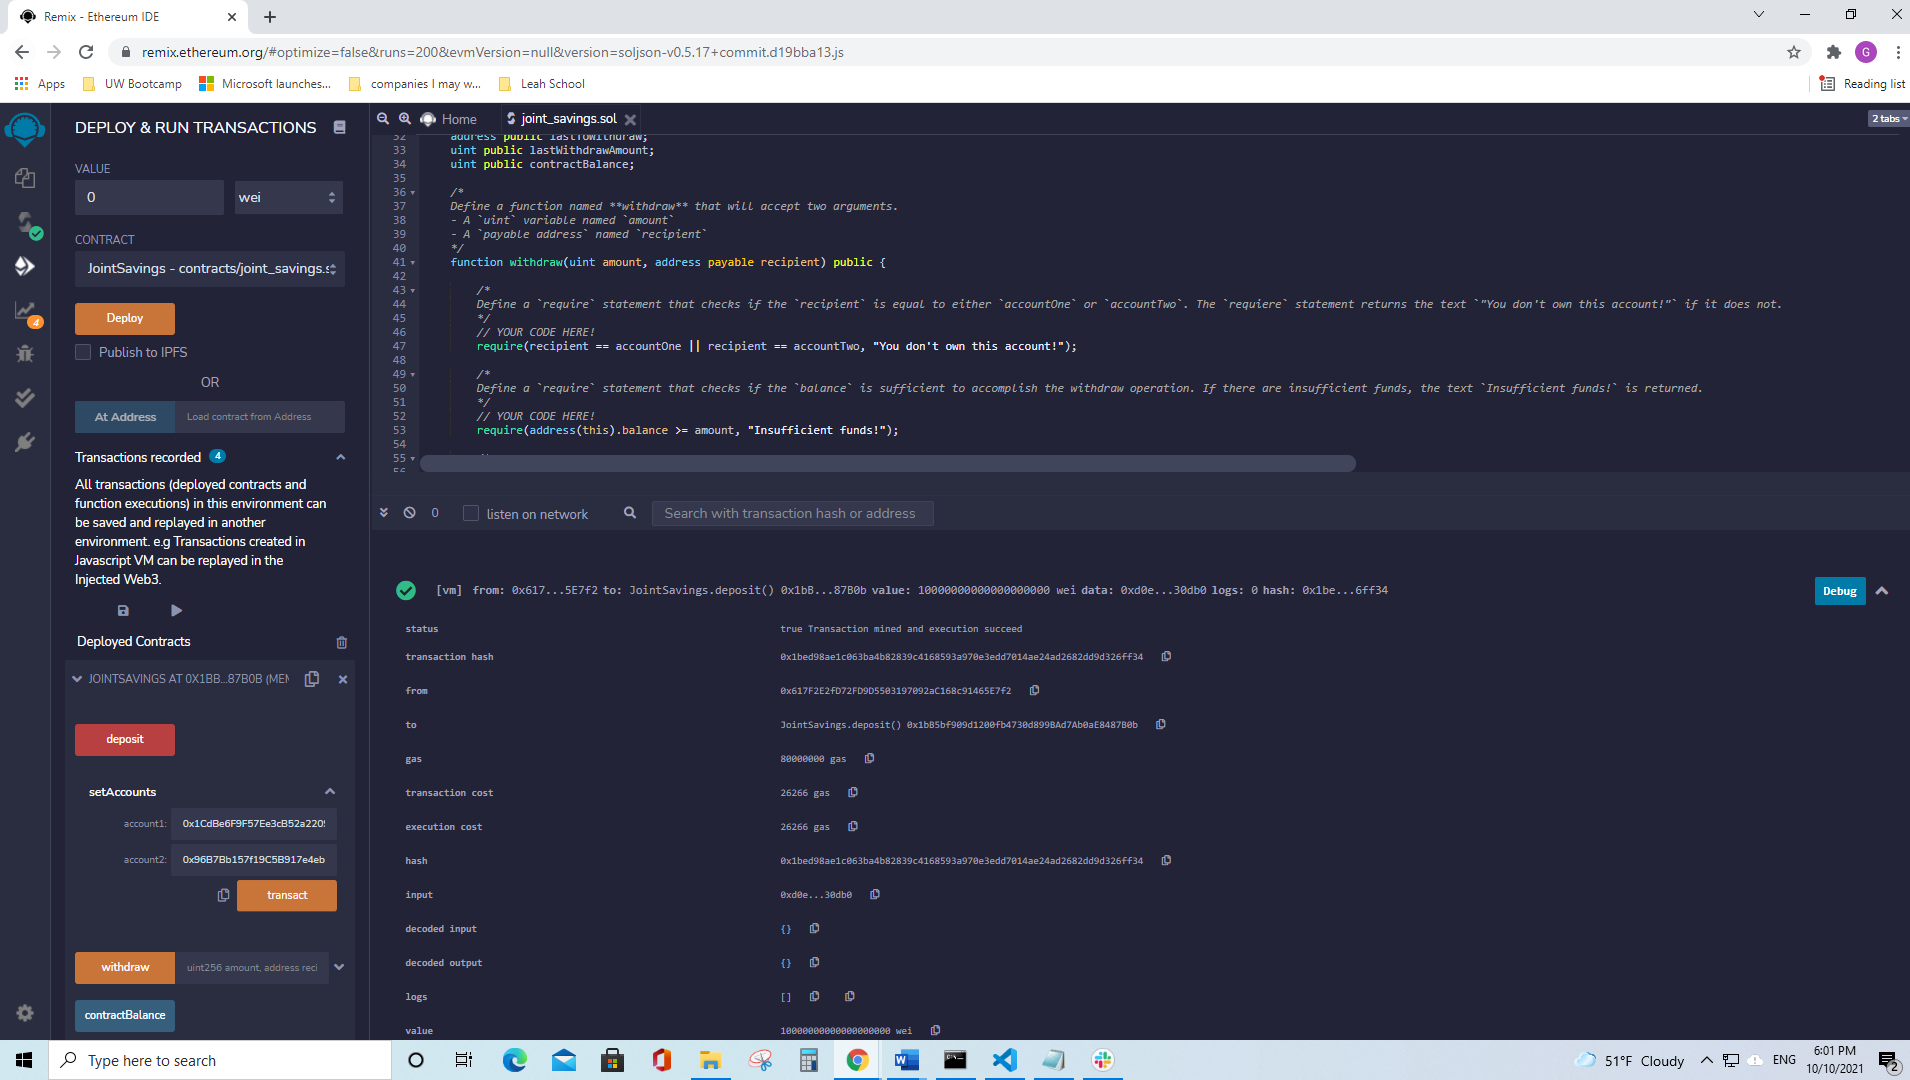 Remix - Ethereum IDE
remix.ethereum.org/#optimize=false&runs=200&evmVersion=null&version=soljson-v0.5.17+commit.d19bba13.js
G
Apps
UW Bootcamp
Microsoft launches...
companies I may w...
Leah School
Reading list
DEPLOY & RUN TRANSACTIONS
VALUE
0
wei
CONTRACT
JointSavings - contracts/joint_savings.s
Deploy
Publish to IPFS
OR
At Address
Load contract from Address
Transactions recorded 4
All transactions (deployed contracts and
function executions) in this environment can
be saved and replayed in another
environment. e.g Transactions created in
Javascript VM can be replayed in the
Injected Web3.
Deployed Contracts
JOINTSAVINGS AT 0X1BB...87B0B (MEM
deposit
setAccounts
account1: 0x1CdBe6F9F57Ee3cB52a2209
account2: 0x96B7Bb157f19C5B917e4eb
transact
withdraw
uint256 amount, address reci
contractBalance
4
Home
joint_savings.sol
2 tabs
32 address public lastToWithdraw;
33 uint public lastWithdrawAmount;
34 uint public contractBalance;
35
36 /*
37 Define a function named **withdraw** that will accept two arguments.
38 - A `uint` variable named `amount`
39 - A `payable address` named `recipient`
40 */
41 function withdraw(uint amount, address payable recipient) public {
42
43 /*
44 Define a `require` statement that checks if the `recipient` is equal to either `accountOne` or `accountTwo`. The `requiere` statement returns the text `"You don't own this account!"` if it does not.
45 */
46 // YOUR CODE HERE!
47 require(recipient == accountOne || recipient == accountTwo, "You don't own this account!");
48
49 /*
50 Define a `require` statement that checks if the `balance` is sufficient to accomplish the withdraw operation. If there are insufficient funds, the text `Insufficient funds!` is returned.
51 */
52 // YOUR CODE HERE!
53 require(address(this).balance >= amount, "Insufficient funds!");
54
55
56
0
listen on network
Search with transaction hash or address
[vm] from: 0x617...5E7f2 to: JointSavings.deposit() 0x1bB...87B0b value: 10000000000000000000 wei data: 0xd0e...30db0 logs: 0 hash: 0x1be...6ff34
Debug
status true Transaction mined and execution succeed
transaction hash 0x1bed98ae1c063ba4b82839c4168593a970e3edd7014ae24ad2682dd9d326ff34
from 0x617F2E2fD72FD9D5503197092aC168c91465E7f2
to JointSavings.deposit() 0x1bB5bf909d1200fb4730d899BAd7Ab0aE8487B0b
gas 80000000 gas
transaction cost 26266 gas
execution cost 26266 gas
hash 0x1bed98ae1c063ba4b82839c4168593a970e3edd7014ae24ad2682dd9d326ff34
input 0xd0e...30db0
decoded input {}
decoded output {}
logs []
value 10000000000000000000 wei
Type here to search
51°F Cloudy
ENG
6:01 PM
10/10/2021
2